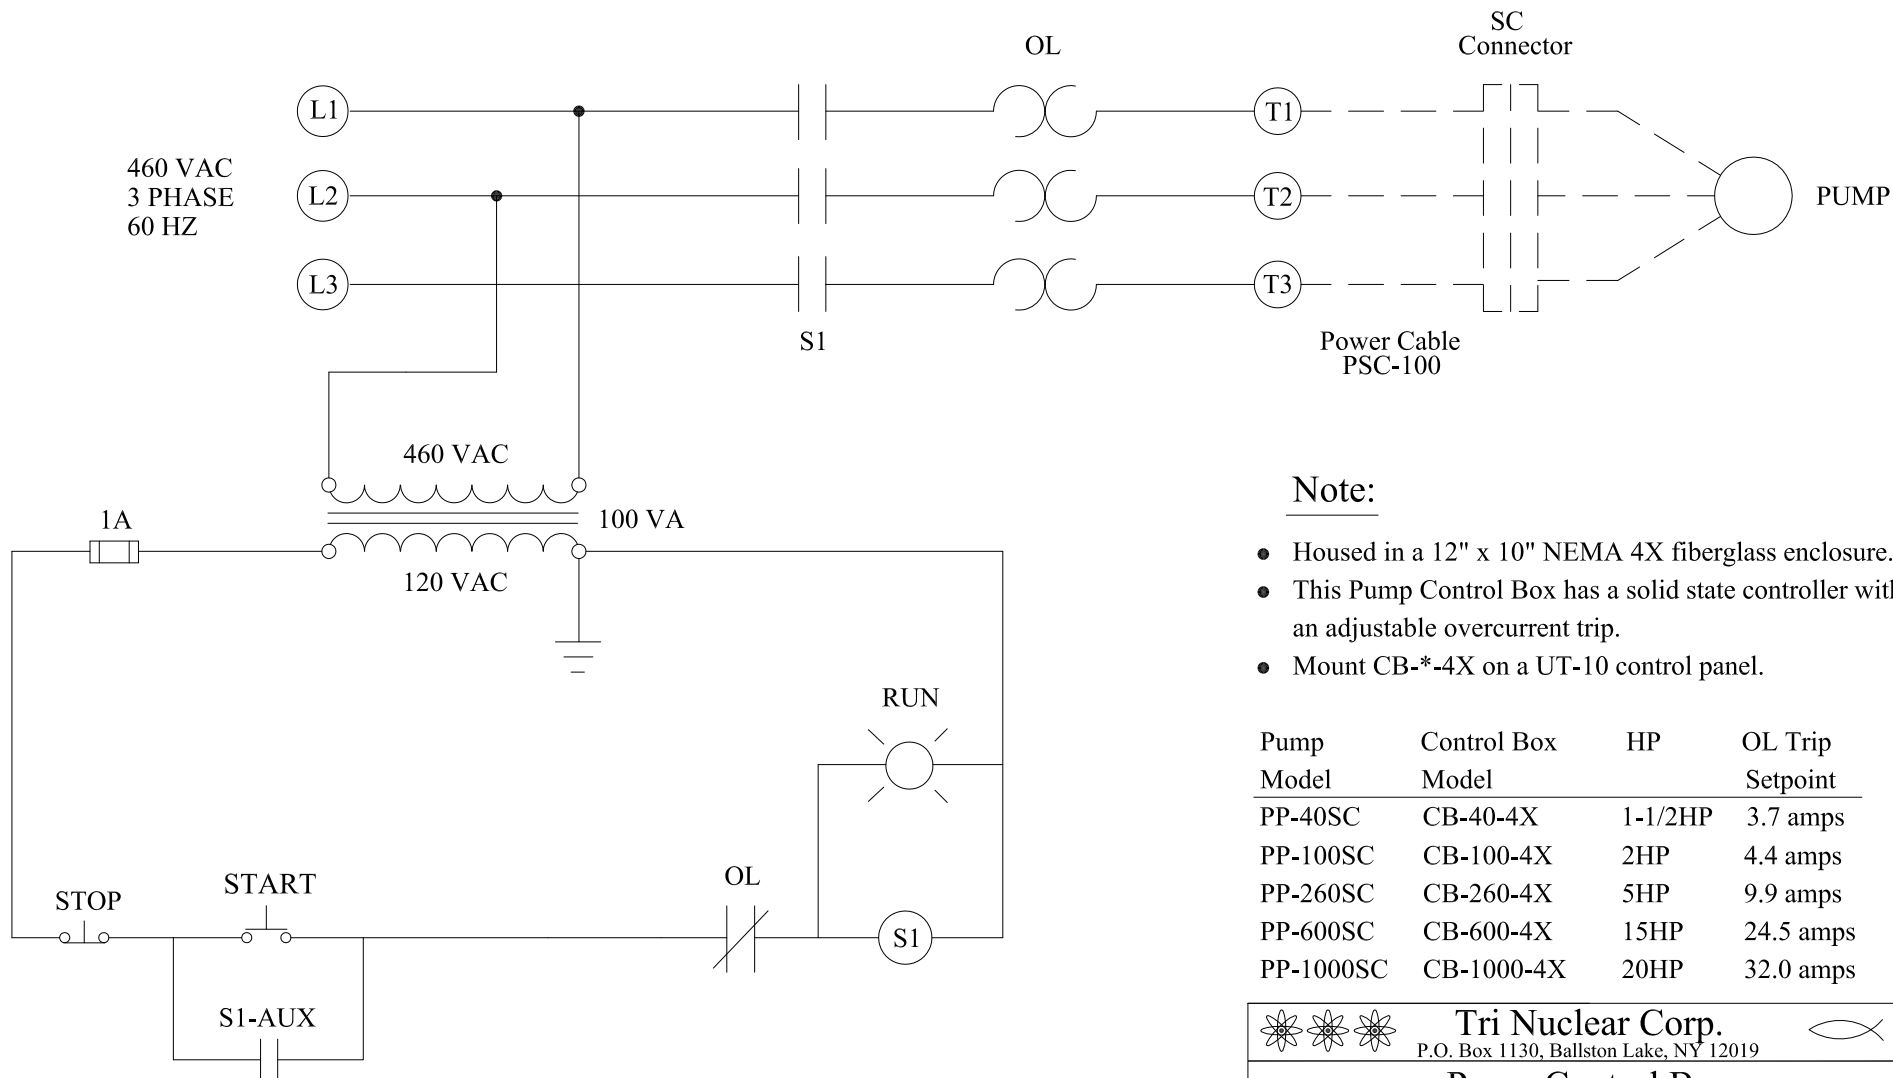 SC
Connector
OL
L1
T1
460 VAC
3 PHASE
60 HZ
L2
T2
PUMP
L3
T3
S1
Power Cable
PSC-100
460 VAC
100 VA
1A
120 VAC
Note:
● Housed in a 12" x 10" NEMA 4X fiberglass enclosure.
● This Pump Control Box has a solid state controller with
an adjustable overcurrent trip.
● Mount CB-*-4X on a UT-10 control panel.
RUN
Pump Control Box HP OL Trip
Model Model Setpoint
PP-40SC CB-40-4X 1-1/2HP 3.7 amps
PP-100SC CB-100-4X 2HP 4.4 amps
PP-260SC CB-260-4X 5HP 9.9 amps
PP-600SC CB-600-4X 15HP 24.5 amps
PP-1000SC CB-1000-4X 20HP 32.0 amps
STOP
START
OL
S1
S1-AUX
Tri Nuclear Corp.
P.O. Box 1130, Ballston Lake, NY 12019